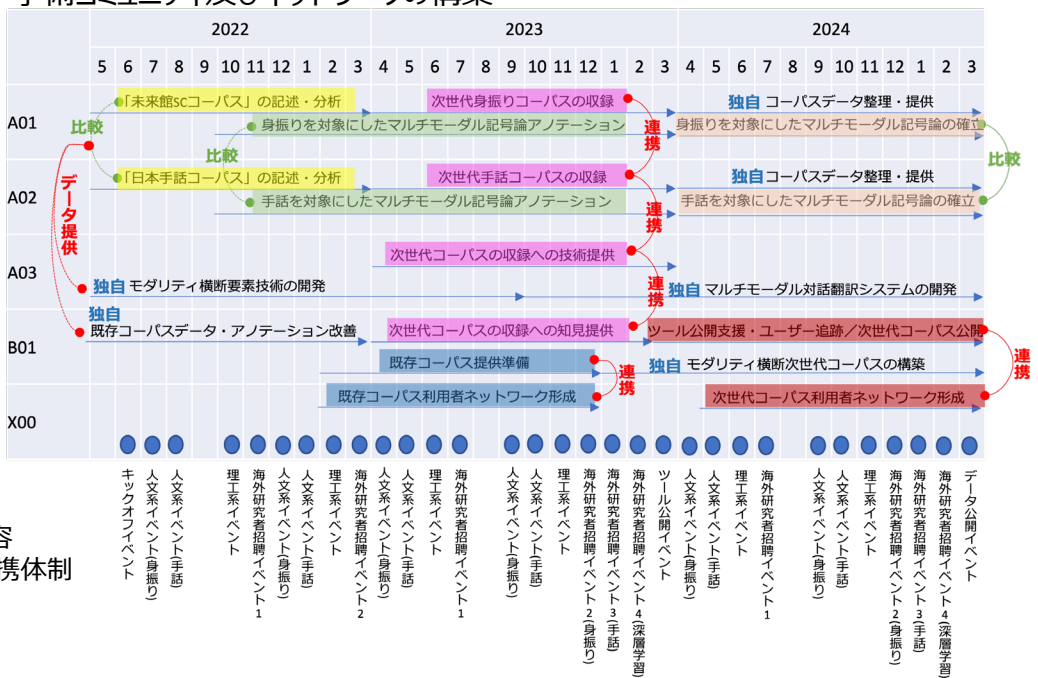 学術コミュニティ及びネットワークの構築
2022 2023 2024
5 6 7 8 9 10 11 12 1 2 3 4 5 6 7 8 9 10 11 12 1 2 3 4 5 6 7 8 9 10 11 12 1 2 3
A01
「未来館SCコーパス」の記述・分析
次世代身振りコーパスの収録
独自 コーパスデータ整理・提供
比較
身振りを対象にしたマルチモーダル記号論アノテーション
連携
身振りを対象にしたマルチモーダル記号論の確立
比較
比較
A02
「日本手話コーパス」の記述・分析
次世代手話コーパスの収録
独自 コーパスデータ整理・提供
データ提供
手話を対象にしたマルチモーダル記号論アノテーション
連携
手話を対象にしたマルチモーダル記号論の確立
A03
次世代コーパスの収録への技術提供
独自 モダリティ横断要素技術の開発
連携
独自 マルチモーダル対話翻訳システムの開発
B01
独自
既存コーパスデータ・アノテーション改善
次世代コーパスの収録への知見提供
ツール公開支援・ユーザー追跡／次世代コーパス公開
既存コーパス提供準備
連携
独自 モダリティ横断次世代コーパスの構築
連携
X00
既存コーパス利用者ネットワーク形成
次世代コーパス利用者ネットワーク形成
キックオフイベント
人文系イベント(身振り)
人文系イベント(手話)
理工系イベント
海外研究者招聘イベント1
人文系イベント(身振り)
人文系イベント(手話)
理工系イベント
海外研究者招聘イベント2
人文系イベント(身振り)
人文系イベント(手話)
理工系イベント
海外研究者招聘イベント1
人文系イベント(身振り)
人文系イベント(手話)
理工系イベント
海外研究者招聘イベント2(身振り)
海外研究者招聘イベント3(手話)
海外研究者招聘イベント4(深層学習)
ツール公開イベント
人文系イベント(身振り)
人文系イベント(手話)
理工系イベント
海外研究者招聘イベント1
人文系イベント(身振り)
人文系イベント(手話)
理工系イベント
海外研究者招聘イベント2(身振り)
海外研究者招聘イベント3(手話)
海外研究者招聘イベント4(深層学習)
データ公開イベント
容
携体制